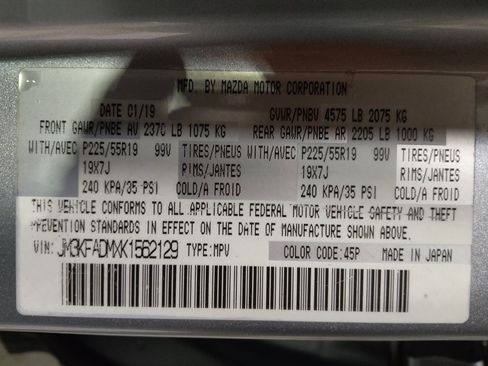 MFD. BY MAZDA MOTOR CORPORATION
DATE C1/19 GVWR/PNBV 4575 LB 2075 KG
FRONT GAWR/PNBE AV 2370 LB 1075 KG REAR GAWR/PNBE AR 2205 LB 1000 KG
WITH/AVEC P225/55R19 99V TIRES/PNEUS WITH/AVEC P225/55R19 99V TIRES/PNEUS
19X7J RIMS/JANTES 19X7J RIMS/JANTES
240 KPA/35 PSI COLD/A FROID 240 KPA/35 PSI COLD/A FROID
THIS VEHICLE CONFORMS TO ALL APPLICABLE FEDERAL MOTOR VEHICLE SAFETY AND THEFT
PREVENTION STANDARDS IN EFFECT ON THE DATE OF MANUFACTURE SHOWN ABOVE.
VIN: JM3KFADMXK1562129 TYPE: MPV COLOR CODE: 45P MADE IN JAPAN